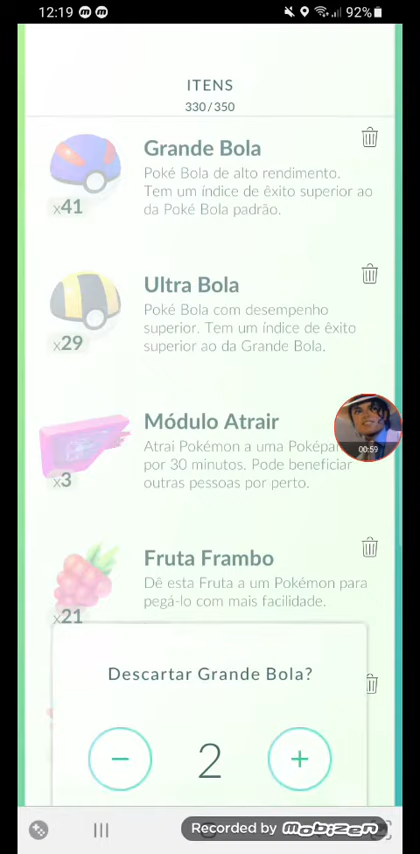 12:19
92%
ITENS
330/350
Grande Bola
Poké Bola de alto rendimento.
Tem um índice de êxito superior ao
da Poké Bola padrão.
x41
Ultra Bola
Poké Bola com desempenho
superior. Tem um índice de êxito
superior ao da Grande Bola.
x29
Módulo Atrair
Atrai Pokémon a uma
por 30 minutos. Pode beneficiar
outras pessoas por perto.
x3
00:59
Fruta Frambo
Dê esta Fruta a um Pokémon para
pegá-lo com mais facilidade.
x21
Descartar Grande Bola?
− 2 +
Recorded by mobizen